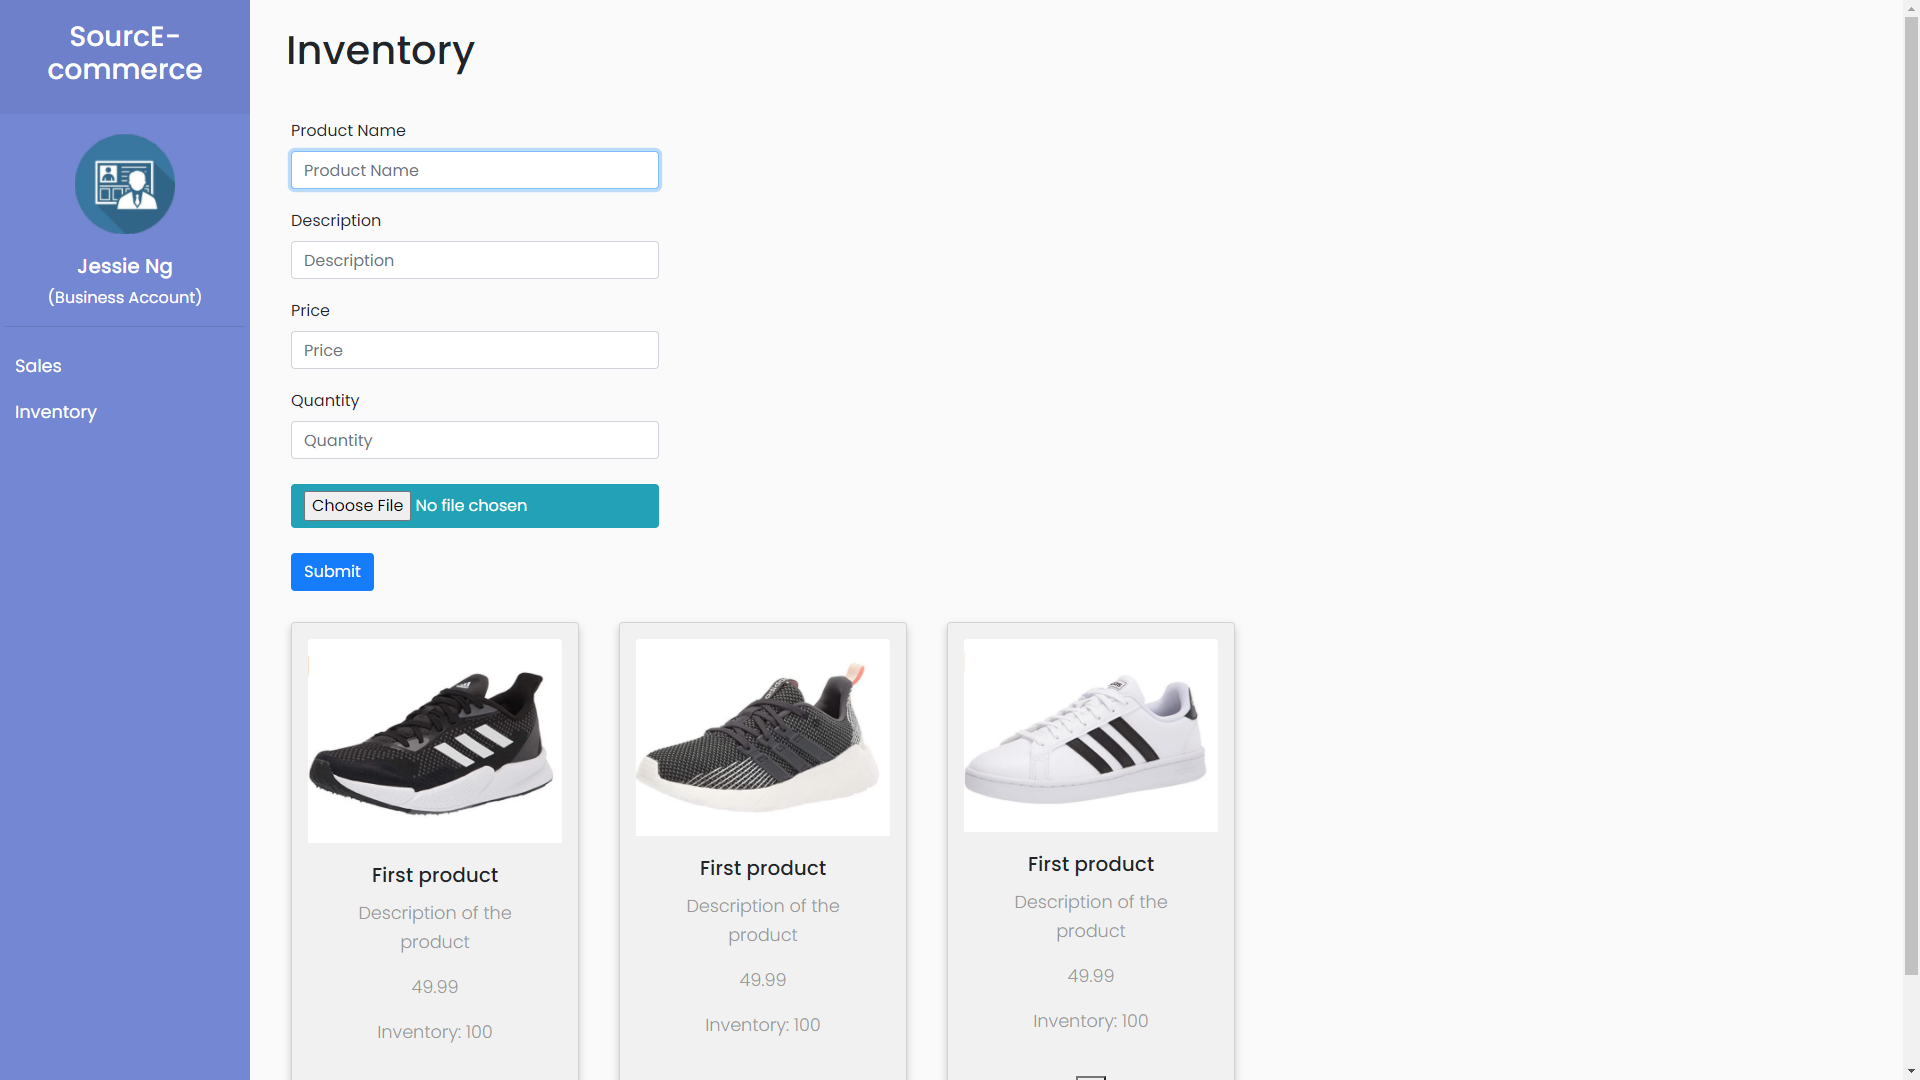 SourcE-
commerce
Jessie Ng
(Business Account)
Sales
Inventory
Inventory
Product Name
Product Name
Description
Description
Price
Price
Quantity
Quantity
Choose File No file chosen
Submit
First product
Description of the
product
49.99
Inventory: 100
First product
Description of the
product
49.99
Inventory: 100
First product
Description of the
product
49.99
Inventory: 100